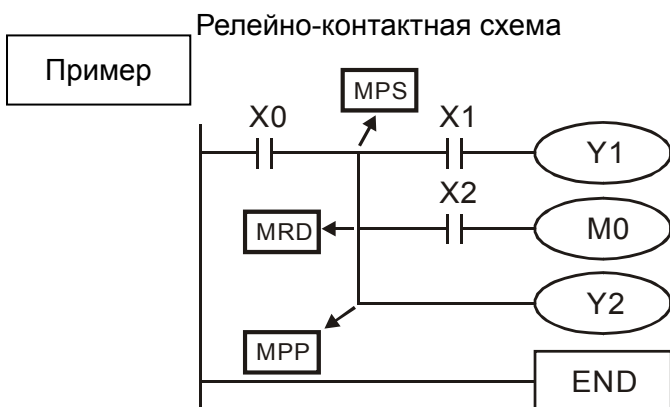 Релейно-контактная схема
Пример
MPS
X0 X1
Y1
X2
MRD M0
Y2
MPP
END